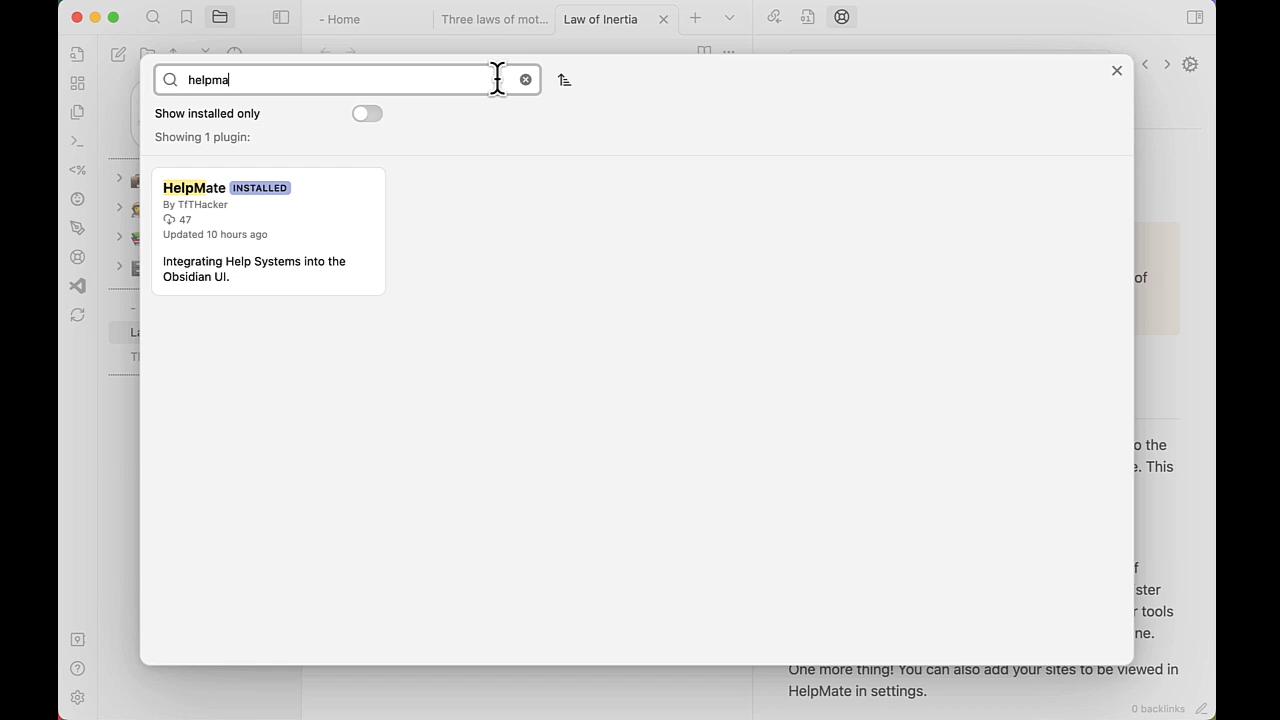 - Home
Three laws of mot...
Law of Inertia
helpma
Show installed only
Showing 1 plugin:
HelpMate INSTALLED
By TfTHacker
47
Updated 10 hours ago
Integrating Help Systems into the
Obsidian UI.
-
La
Th
of
o the
e. This
f
ster
r tools
ne.
One more thing! You can also add your sites to be viewed in
HelpMate in settings.
0 backlinks